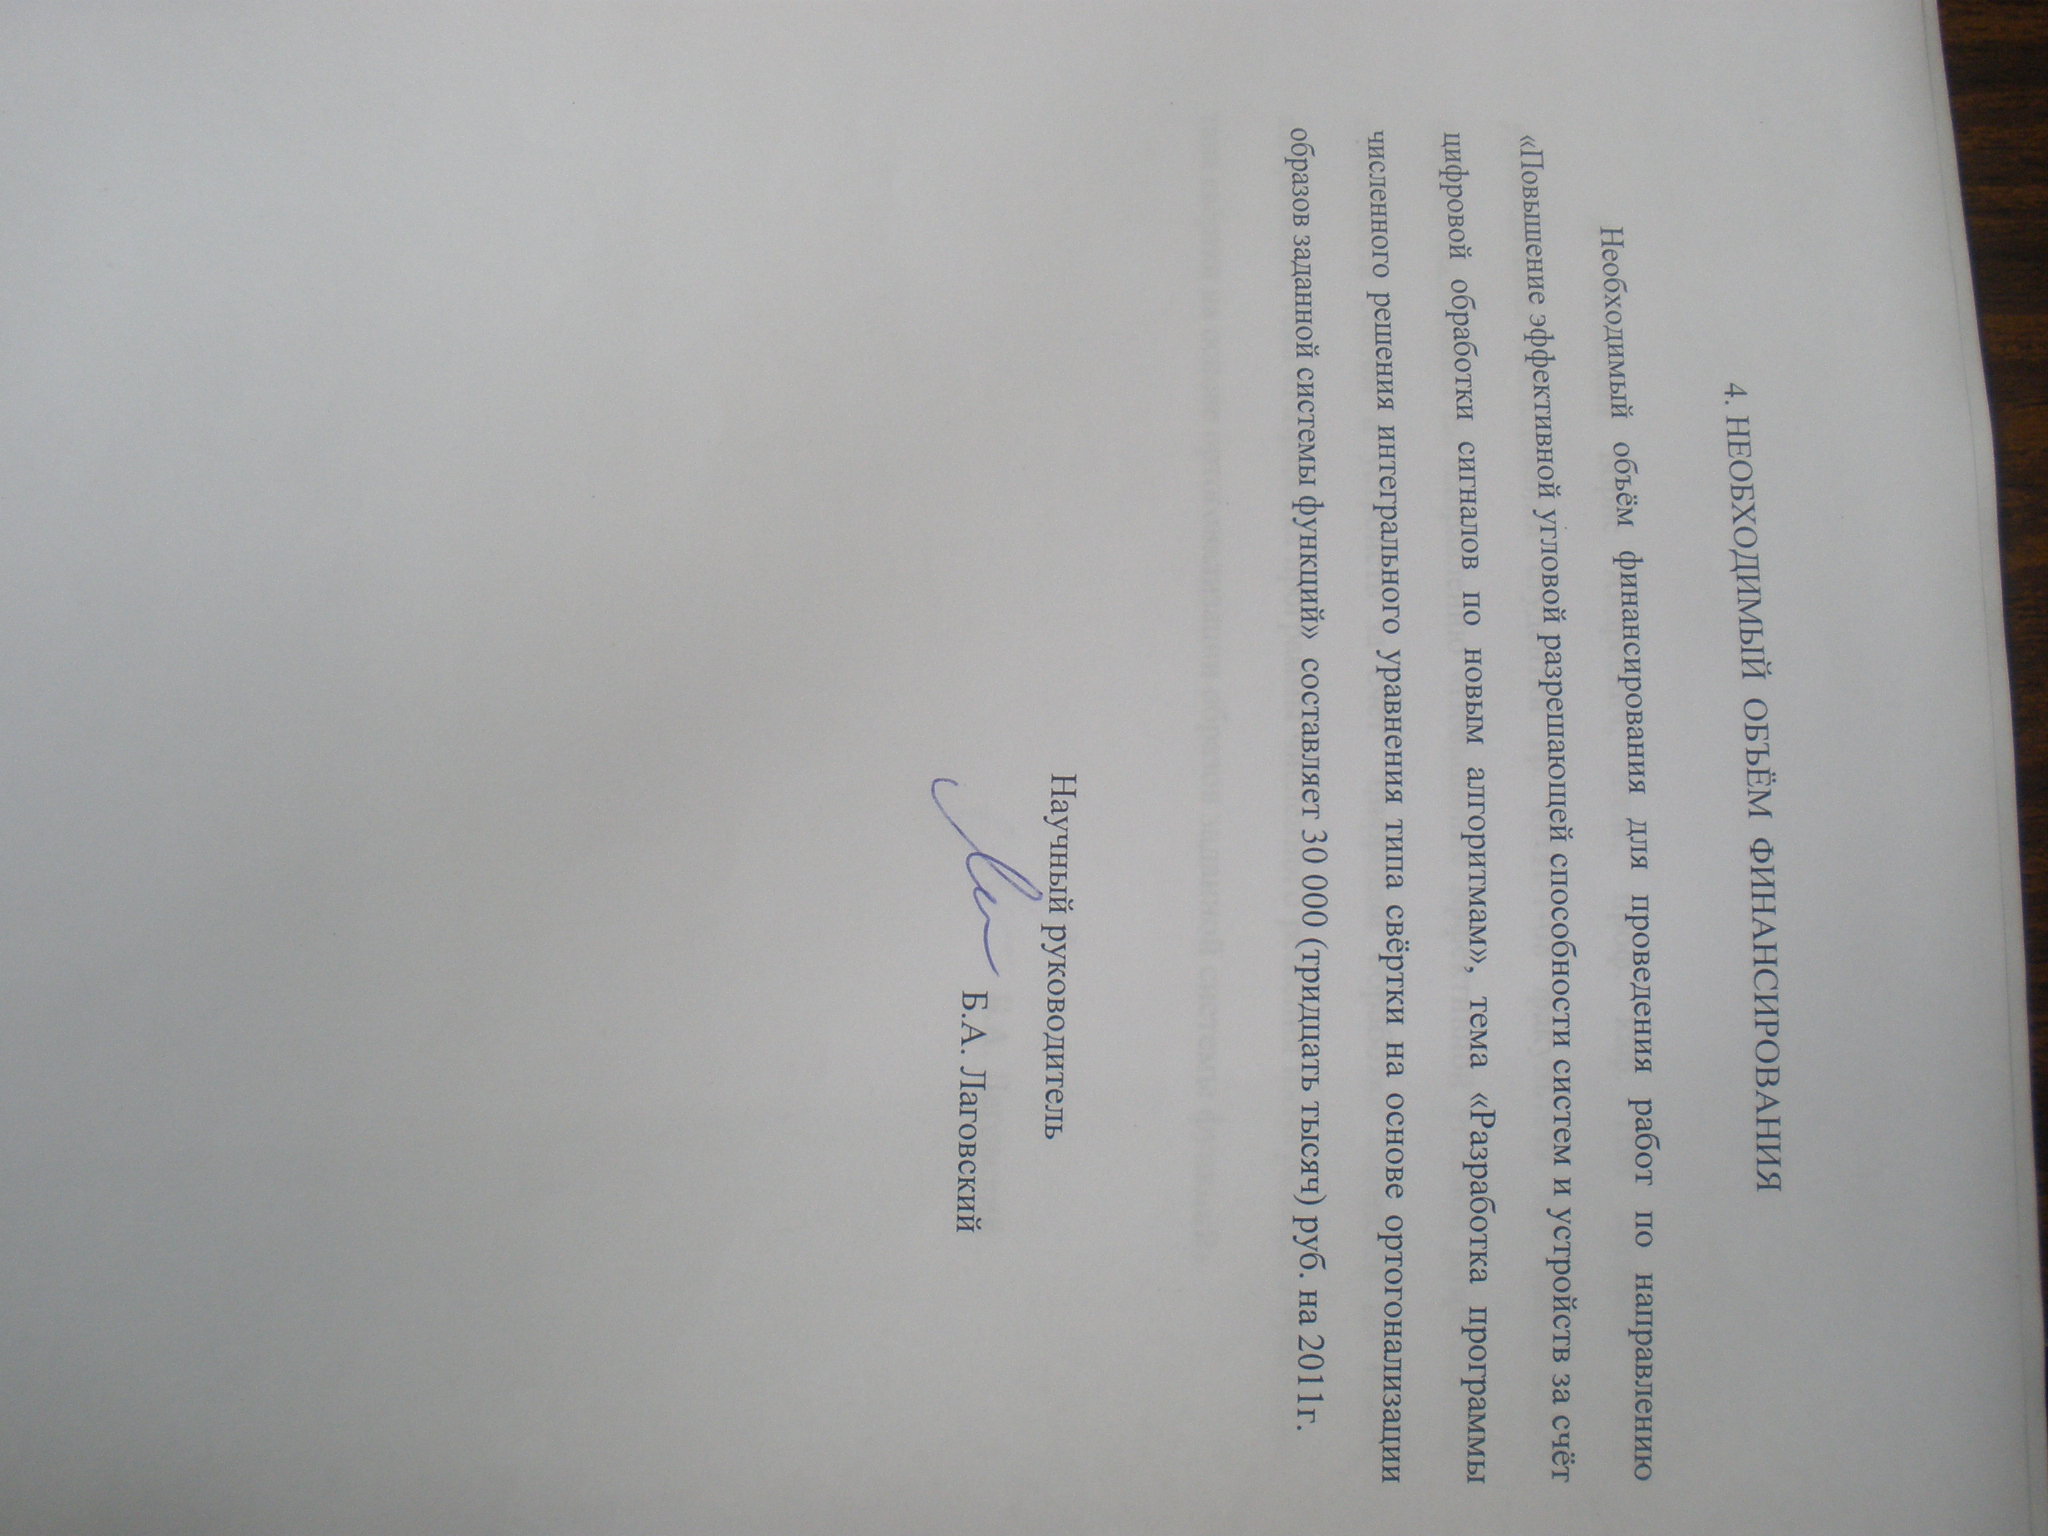 4. НЕОБХОДИМЫЙ ОБЪЁМ ФИНАНСИРОВАНИЯ
Необходимый объём финансирования для проведения работ по направлению
«Повышение эффективной угловой разрешающей способности систем и устройств за счёт
цифровой обработки сигналов по новым алгоритмам», тема «Разработка программы
численного решения интегрального уравнения типа свёртки на основе ортогонализации
образов заданной системы функций» составляет 30 000 (тридцать тысяч) руб. на 2011г.
Научный руководитель
Б.А. Лаговский